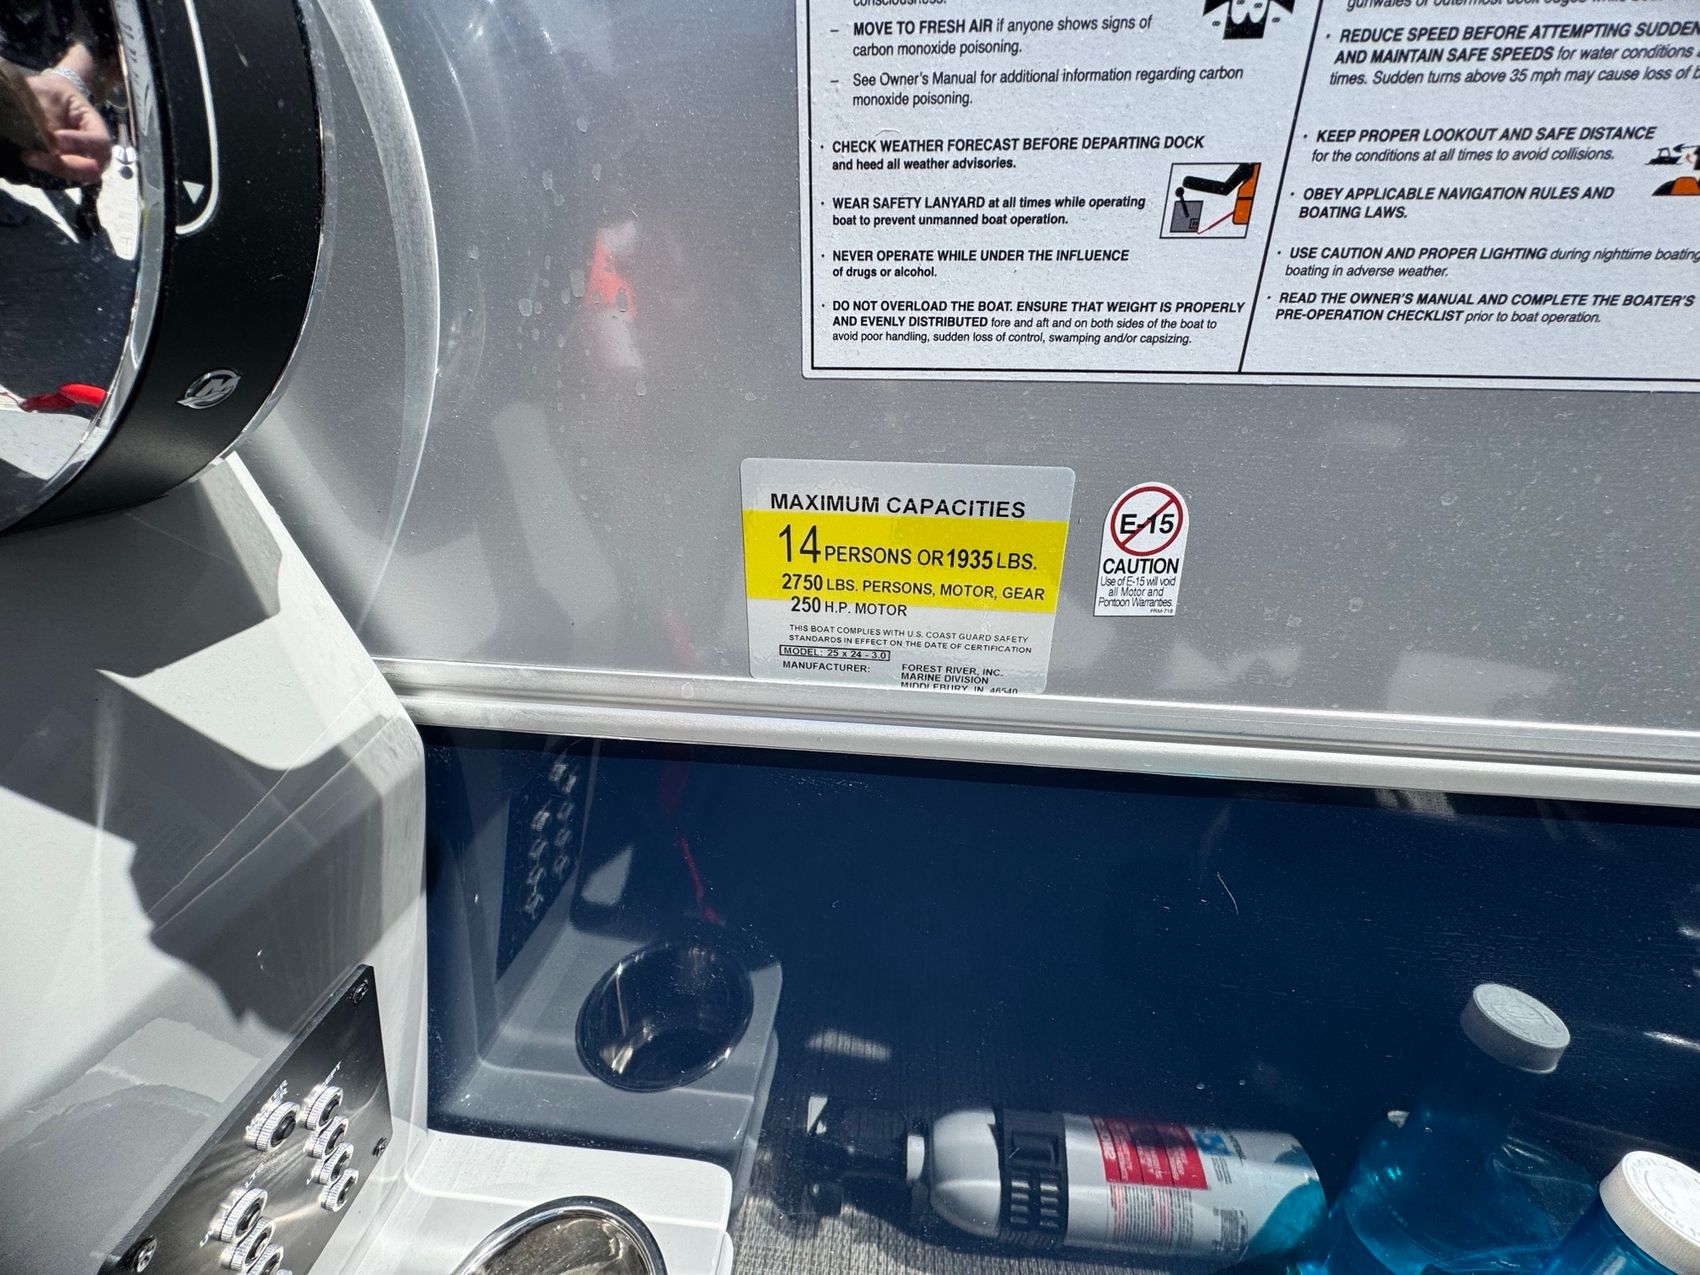 – MOVE TO FRESH AIR if anyone shows signs of
carbon monoxide poisoning.
– See Owner's Manual for additional information regarding carbon
monoxide poisoning.
· CHECK WEATHER FORECAST BEFORE DEPARTING DOCK
and heed all weather advisories.
· WEAR SAFETY LANYARD at all times while operating
boat to prevent unmanned boat operation.
· NEVER OPERATE WHILE UNDER THE INFLUENCE
of drugs or alcohol.
· DO NOT OVERLOAD THE BOAT. ENSURE THAT WEIGHT IS PROPERLY
AND EVENLY DISTRIBUTED fore and aft and on both sides of the boat to
avoid poor handling, sudden loss of control, swamping and/or capsizing.
· REDUCE SPEED BEFORE ATTEMPTING SUDDEN
AND MAINTAIN SAFE SPEEDS for water conditions
times. Sudden turns above 35 mph may cause loss of
· KEEP PROPER LOOKOUT AND SAFE DISTANCE
for the conditions at all times to avoid collisions.
· OBEY APPLICABLE NAVIGATION RULES AND
BOATING LAWS.
· USE CAUTION AND PROPER LIGHTING during nighttime boating
boating in adverse weather.
· READ THE OWNER'S MANUAL AND COMPLETE THE BOATER'S
PRE-OPERATION CHECKLIST prior to boat operation.
MAXIMUM CAPACITIES
14 PERSONS OR 1935 LBS.
2750 LBS. PERSONS, MOTOR, GEAR
250 H.P. MOTOR
THIS BOAT COMPLIES WITH U.S. COAST GUARD SAFETY
STANDARDS IN EFFECT ON THE DATE OF CERTIFICATION
MODEL: 25 x 24 - 3.0
MANUFACTURER: FOREST RIVER, INC.
MARINE DIVISION
MIDDLEBURY, IN 46540
E-15
CAUTION
Use of E-15 will void
all Motor and
Pontoon Warranties.
FRM-718